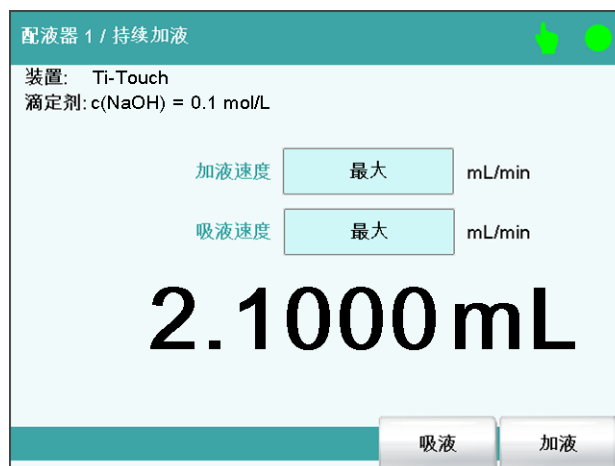 配液器 1 / 持续加液
装置: Ti-Touch
滴定剂: c(NaOH) = 0.1 mol/L
加液速度 最大 mL/min
吸液速度 最大 mL/min
2.1000 mL
吸液 加液